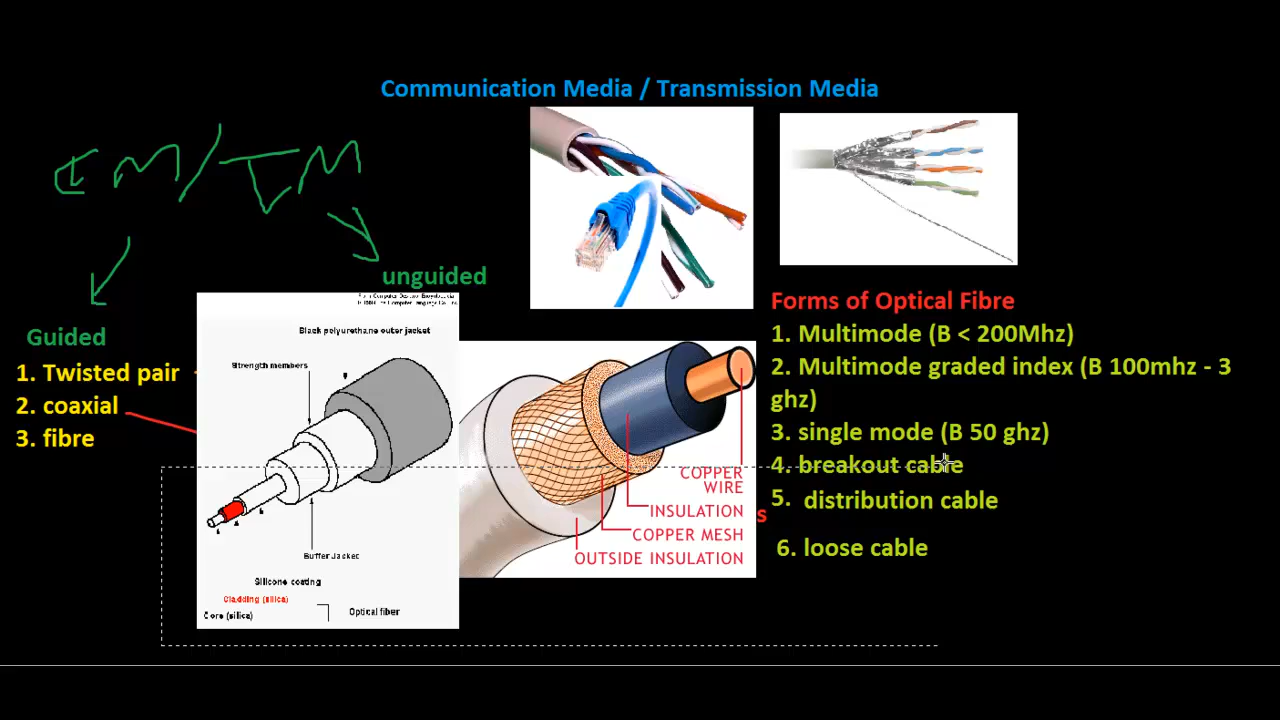 Communication Media / Transmission Media
CM/TM
unguided
Guided
1. Twisted pair
2. coaxial
3. fibre
Black polyurethane outer jacket
Strength members
Buffer Jacket
Silicone coating
Cladding (silica)
Core (silica)
Optical fiber
COPPER
WIRE
INSULATION
COPPER MESH
OUTSIDE INSULATION
s
Forms of Optical Fibre
1. Multimode (B < 200Mhz)
2. Multimode graded index (B 100mhz - 3
ghz)
3. single mode (B 50 ghz)
4. breakout cable
5. distribution cable
6. loose cable